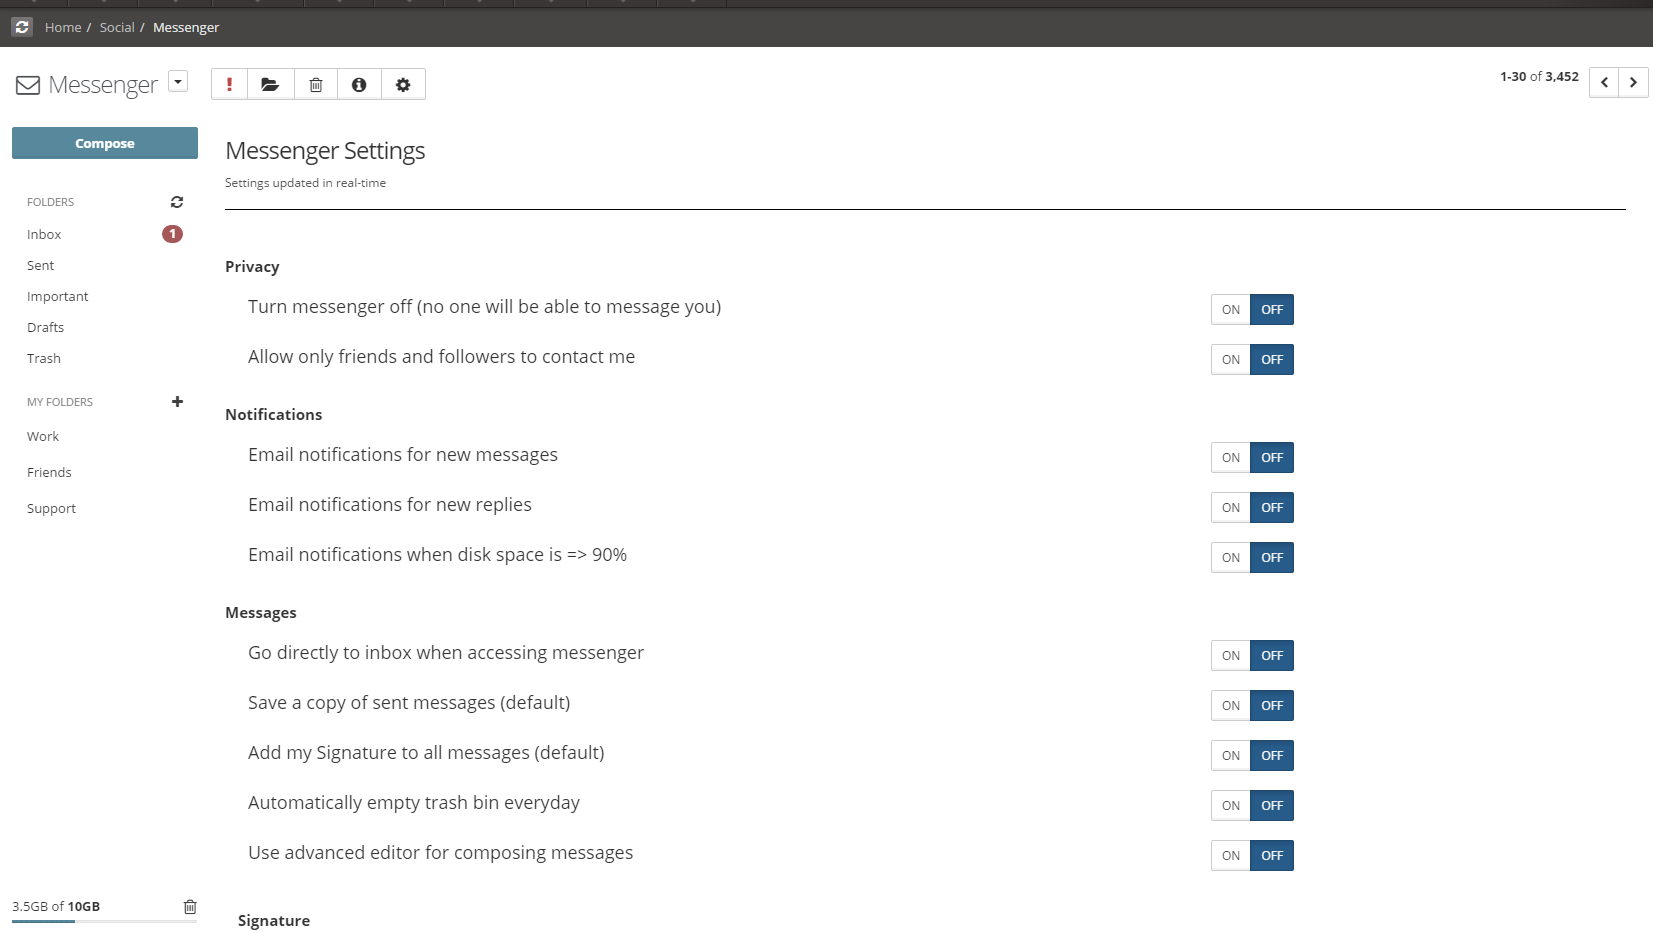 Home / Social / Messenger
Messenger
1-30 of 3,452
Compose
Messenger Settings
Settings updated in real-time
FOLDERS
Inbox 1
Sent
Important
Drafts
Trash
MY FOLDERS
Work
Friends
Support
3.5GB of 10GB
Privacy
Turn messenger off (no one will be able to message you) ON OFF
Allow only friends and followers to contact me ON OFF
Notifications
Email notifications for new messages ON OFF
Email notifications for new replies ON OFF
Email notifications when disk space is => 90% ON OFF
Messages
Go directly to inbox when accessing messenger ON OFF
Save a copy of sent messages (default) ON OFF
Add my Signature to all messages (default) ON OFF
Automatically empty trash bin everyday ON OFF
Use advanced editor for composing messages ON OFF
Signature